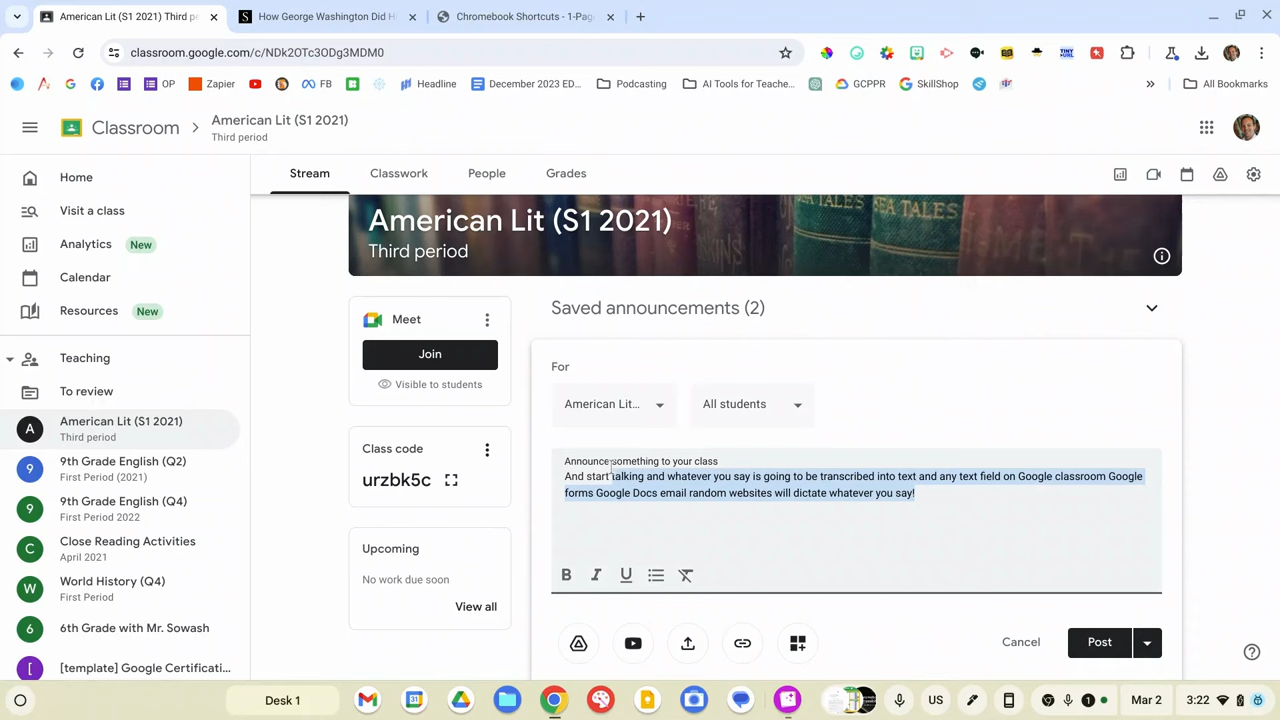 American Lit (S1 2021) Third pe
How George Washington Did H
Chromebook Shortcuts - 1-Pag
classroom.google.com/c/NDk2OTc3ODg3MDM0
OP
Zapier
FB
Headline
December 2023 ED...
Podcasting
AI Tools for Teache...
GCPPR
SkillShop
All Bookmarks
Classroom
American Lit (S1 2021)
Third period
Stream
Classwork
People
Grades
Home
Visit a class
Analytics New
Calendar
Resources New
Teaching
To review
A
American Lit (S1 2021)
Third period
9
9th Grade English (Q2)
First Period (2021)
9
9th Grade English (Q4)
First Period 2022
C
Close Reading Activities
April 2021
W
World History (Q4)
First Period
6
6th Grade with Mr. Sowash
[
[template] Google Certificati...
American Lit (S1 2021)
Third period
Meet
Join
Visible to students
Class code
urzbk5c
Upcoming
No work due soon
View all
Saved announcements (2)
For
American Lit...
All students
Announce something to your class
And start talking and whatever you say is going to be transcribed into text and any text field on Google classroom Google
forms Google Docs email random websites will dictate whatever you say!
B I U
Cancel
Post
Desk 1
US
1
Mar 2
3:22